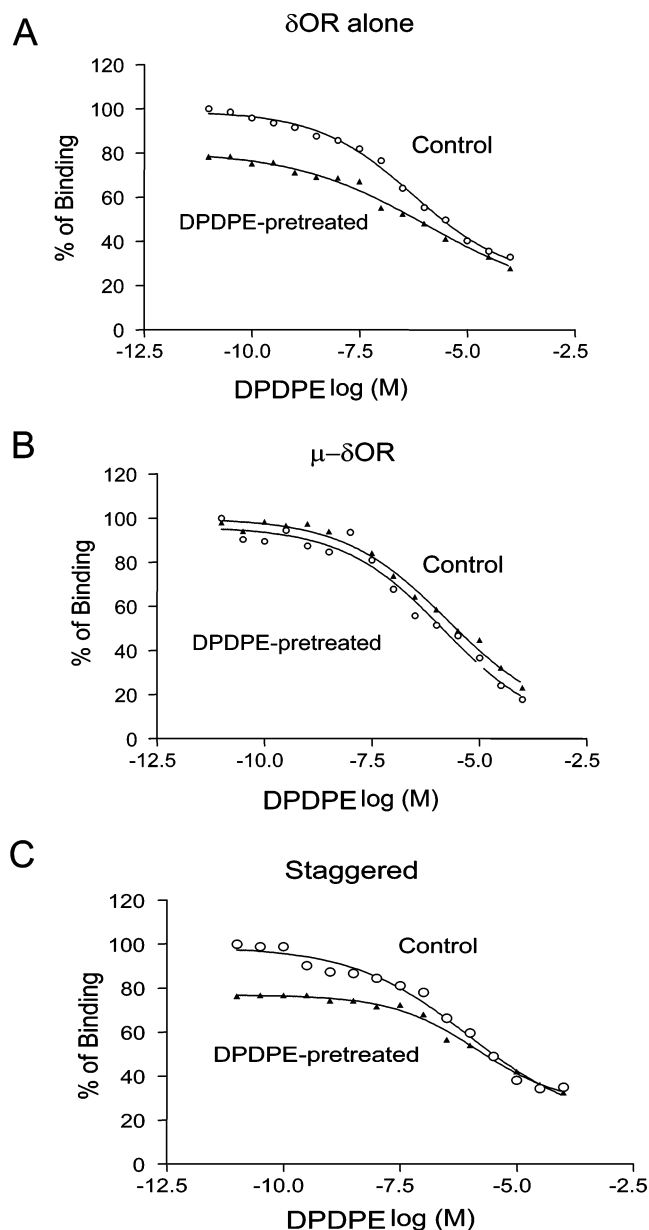 A
δOR alone
120
100
80
60
40
20
0
% of Binding
Control
DPDPE-pretreated
-12.5
-10.0
-7.5
-5.0
-2.5
DPDPE log (M)
B
μ–δOR
120
100
80
60
40
20
0
% of Binding
Control
DPDPE-pretreated
-12.5
-10.0
-7.5
-5.0
-2.5
DPDPE log (M)
C
Staggered
120
100
80
60
40
20
0
% of Binding
Control
DPDPE-pretreated
-12.5
-10.0
-7.5
-5.0
-2.5
DPDPE log (M)